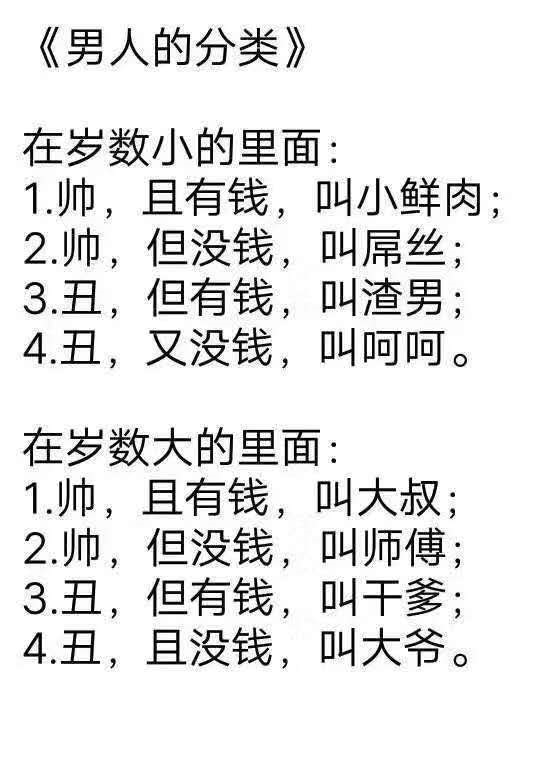 《男人的分类》
在岁数小的里面：
1.帅，且有钱，叫小鲜肉；
2.帅，但没钱，叫屌丝；
3.丑，但有钱，叫渣男；
4.丑，又没钱，叫呵呵。
在岁数大的里面：
1.帅，且有钱，叫大叔；
2.帅，但没钱，叫师傅；
3.丑，但有钱，叫干爹；
4.丑，且没钱，叫大爷。